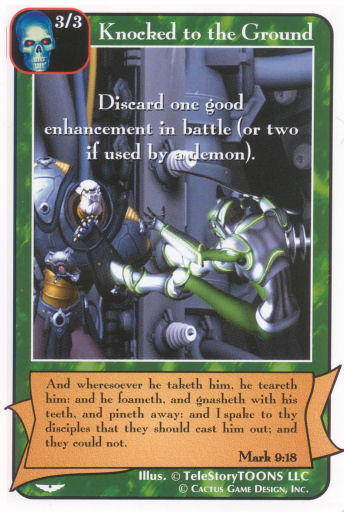 3/3
Knocked to the Ground
Discard one good
enhancement in battle (or two
if used by a demon).
And wheresoever he taketh him, he teareth
him: and he foameth, and gnasheth with his
teeth, and pineth away: and I spake to thy
disciples that they should cast him out; and
they could not.
Mark 9:18
Illus. © TeleStoryTOONS LLC
© Cactus Game Design, Inc.